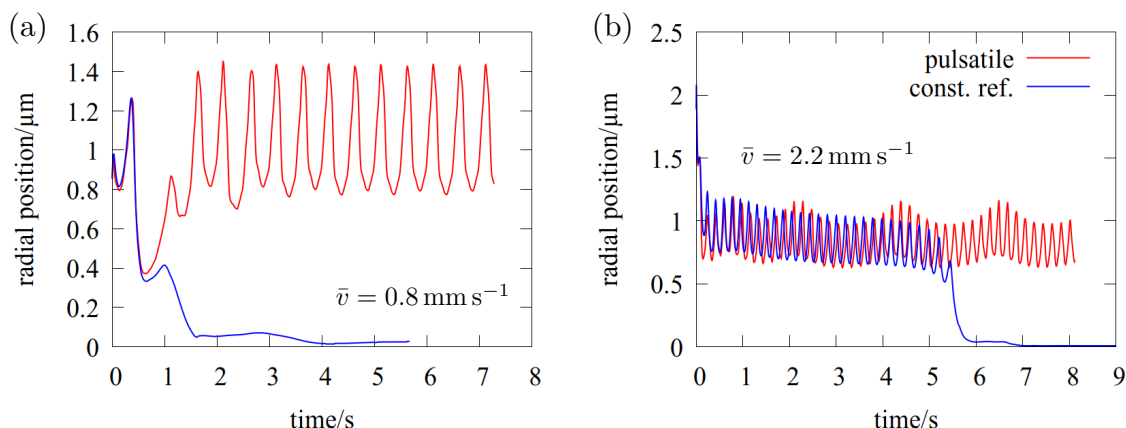 (a)
1.6
1.4
1.2
1
0.8
0.6
0.4
0.2
0
radial position/μm
v̄ = 0.8 mm s⁻¹
0 1 2 3 4 5 6 7 8
time/s
(b)
2.5
2
1.5
1
0.5
0
radial position/μm
pulsatile
const. ref.
v̄ = 2.2 mm s⁻¹
0 1 2 3 4 5 6 7 8 9
time/s